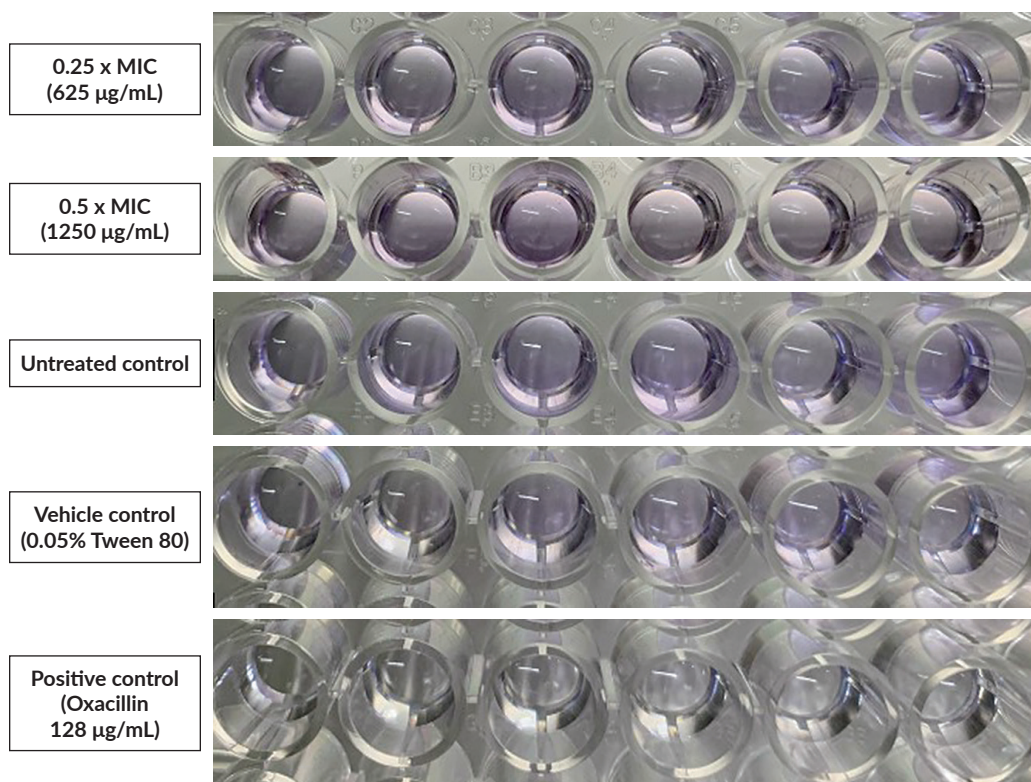 0.25 x MIC
(625 µg/mL)
0.5 x MIC
(1250 µg/mL)
Untreated control
Vehicle control
(0.05% Tween 80)
Positive control
(Oxacillin
128 µg/mL)